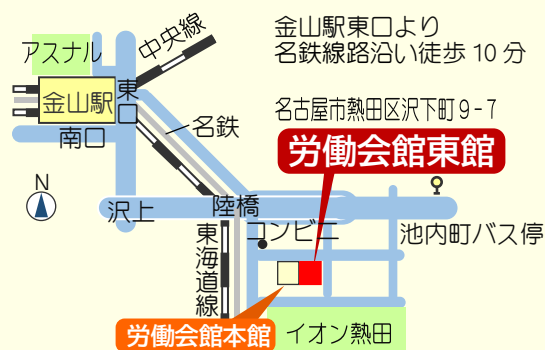 金山駅東口より
名鉄線路沿い徒歩10分
名古屋市熱田区沢下町9-7
労働会館東館
アスナル
中央線
金山駅
東口
南口
名鉄
N
沢上
陸橋
コンビニ
池内町バス停
東海道線
労働会館本館
イオン熱田